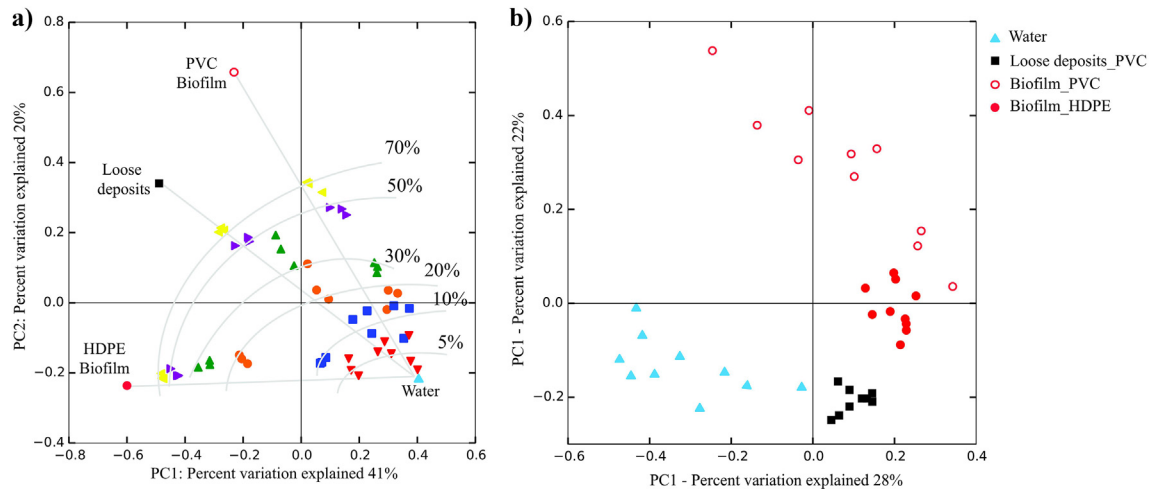 a)
0.8
0.6
0.4
0.2
0.0
−0.2
−0.4
−0.8
−0.6
−0.4
−0.2
0.0
0.2
0.4
0.6
PC2: Percent variation explained 20%
PC1: Percent variation explained 41%
PVC
Biofilm
Loose
deposits
HDPE
Biofilm
Water
70%
50%
30%
20%
10%
5%
b)
0.6
0.4
0.2
0.0
−0.2
−0.6
−0.4
−0.2
0.0
0.2
0.4
PC1 - Percent variation explained 22%
PC1 - Percent variation explained 28%
Water
Loose deposits_PVC
Biofilm_PVC
Biofilm_HDPE